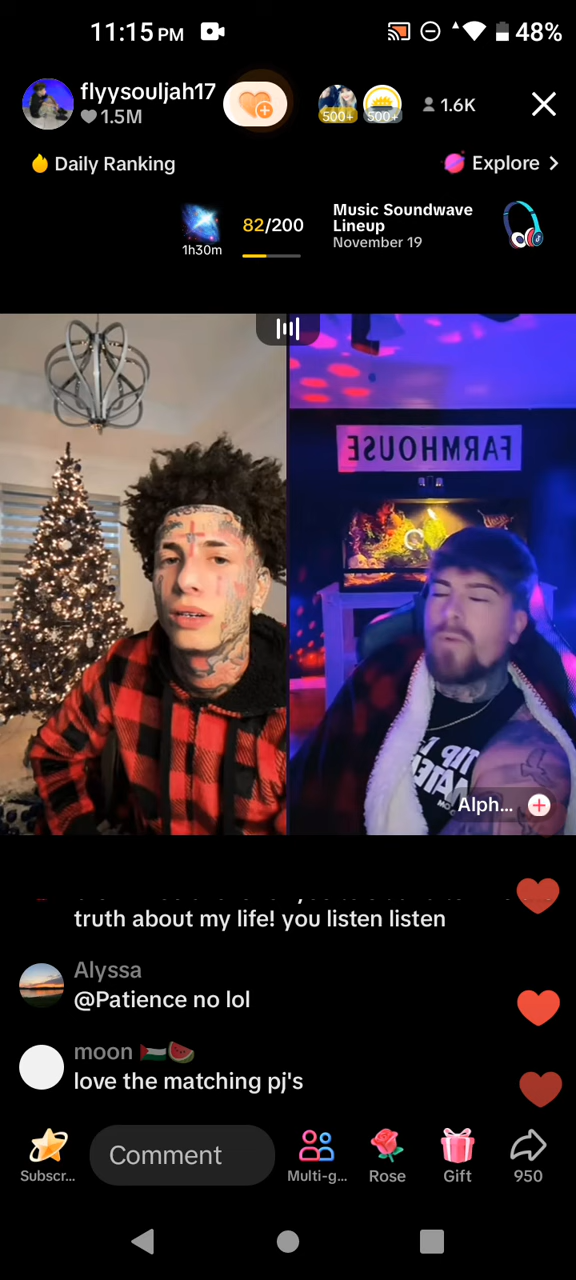 11:15 PM
48%
flyysouljah17
1.5M
500+
500+
1.6K
Daily Ranking
Explore >
82/200
1h30m
Music Soundwave
Lineup
November 19
FARMHOUSE
Alph...
truth about my life! you listen listen
Alyssa
@Patience no lol
moon
love the matching pj's
Comment
Subscr...
Multi-g...
Rose
Gift
950